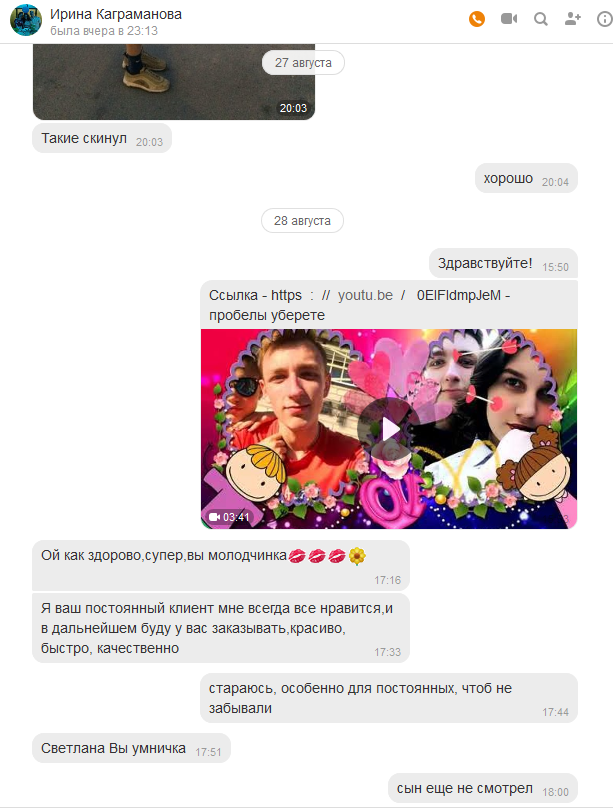 Ирина Каграманова
была вчера в 23:13
27 августа
20:03
Такие скинул 20:03
хорошо 20:04
28 августа
Здравствуйте! 15:50
Ссылка - https : // youtu.be / 0ElFldmpJeM -
пробелы уберете
03:41
Ой как здорово,супер,вы молодчинка💋💋💋🌼
17:16
Я ваш постоянный клиент мне всегда все нравится,и
в дальнейшем буду у вас заказывать,красиво,
быстро, качественно 17:33
стараюсь, особенно для постоянных, чтоб не
забывали 17:44
Светлана Вы умничка 17:51
сын еще не смотрел 18:00